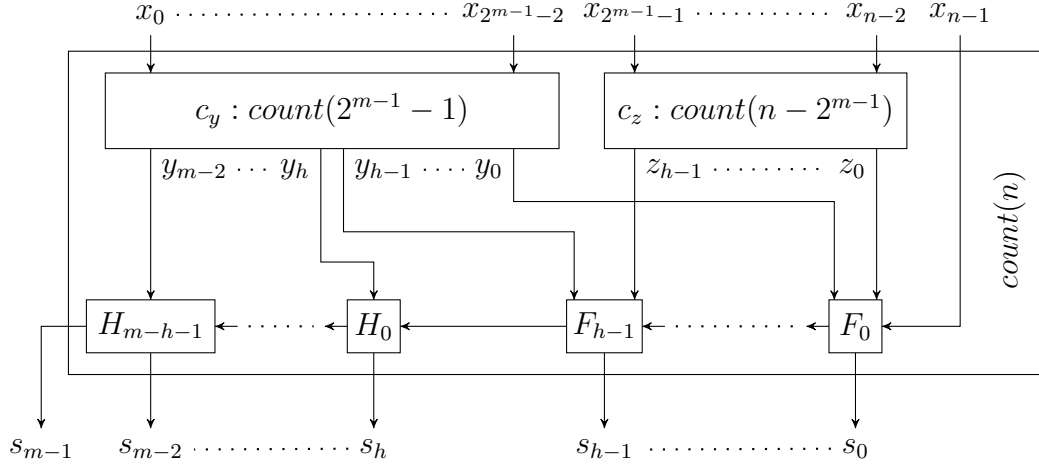 x_0 ................ x_{2^{m-1}-2} x_{2^{m-1}-1} ........... x_{n-2} x_{n-1}
c_y : count(2^{m-1} − 1) c_z : count(n − 2^{m-1})
y_{m-2} ... y_h y_{h-1} .... y_0 z_{h-1} ......... z_0
count(n)
H_{m-h-1} ....... H_0 F_{h-1} .......... F_0
s_{m-1} s_{m-2} ............... s_h s_{h-1} ............... s_0